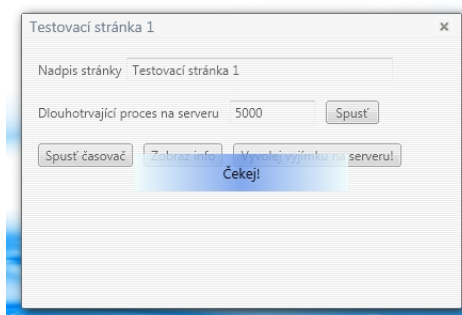 Testovací stránka 1
Nadpis stránky Testovací stránka 1
Dlouhotrvající proces na serveru 5000 Spusť
Spusť časovač Zobraz info Vyvolej vyjímku na serveru!
Čekej!